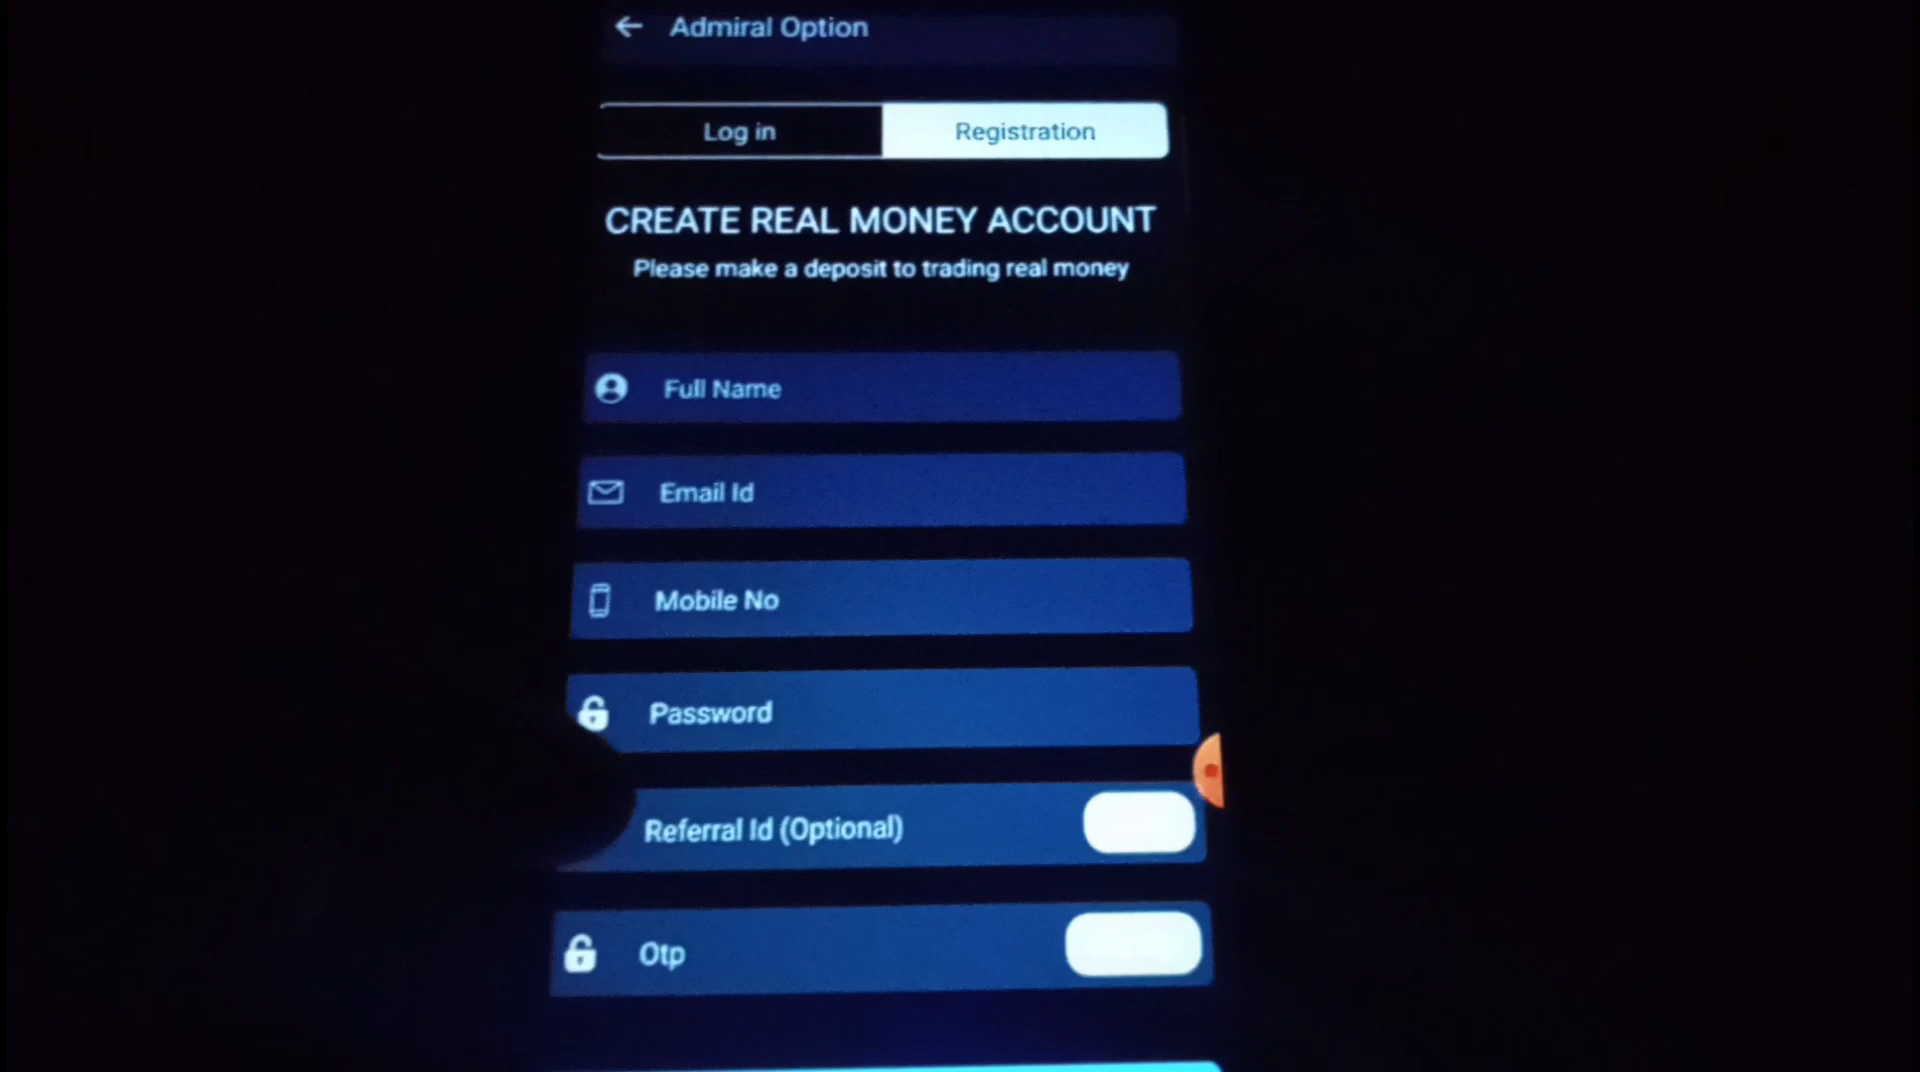 Admiral Option
Log in
Registration
CREATE REAL MONEY ACCOUNT
Please make a deposit to trading real money
Full Name
Email Id
Mobile No
Password
Referral Id (Optional)
Otp